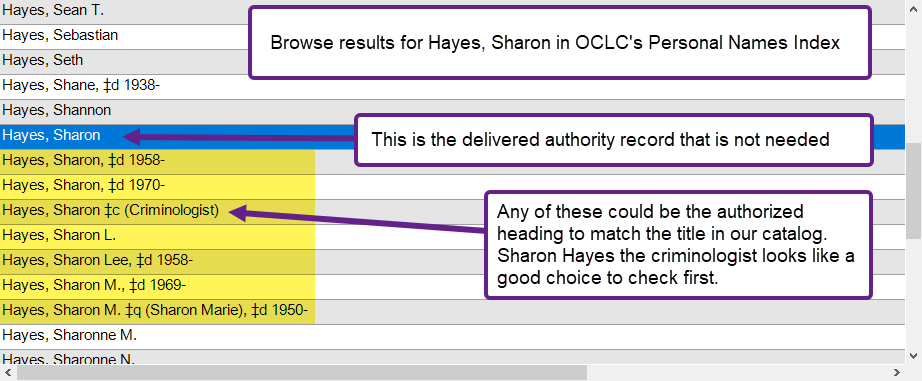 Hayes, Sean T.
Hayes, Sebastian
Hayes, Seth
Hayes, Shane, ‡d 1938-
Hayes, Shannon
Hayes, Sharon
Hayes, Sharon, ‡d 1958-
Hayes, Sharon, ‡d 1970-
Hayes, Sharon ‡c (Criminologist)
Hayes, Sharon L.
Hayes, Sharon Lee, ‡d 1958-
Hayes, Sharon M., ‡d 1969-
Hayes, Sharon M. ‡q (Sharon Marie), ‡d 1950-
Hayes, Sharonne M.
Hayes, Sharonne N.
Browse results for Hayes, Sharon in OCLC's Personal Names Index
This is the delivered authority record that is not needed
Any of these could be the authorized
heading to match the title in our catalog.
Sharon Hayes the criminologist looks like a
good choice to check first.